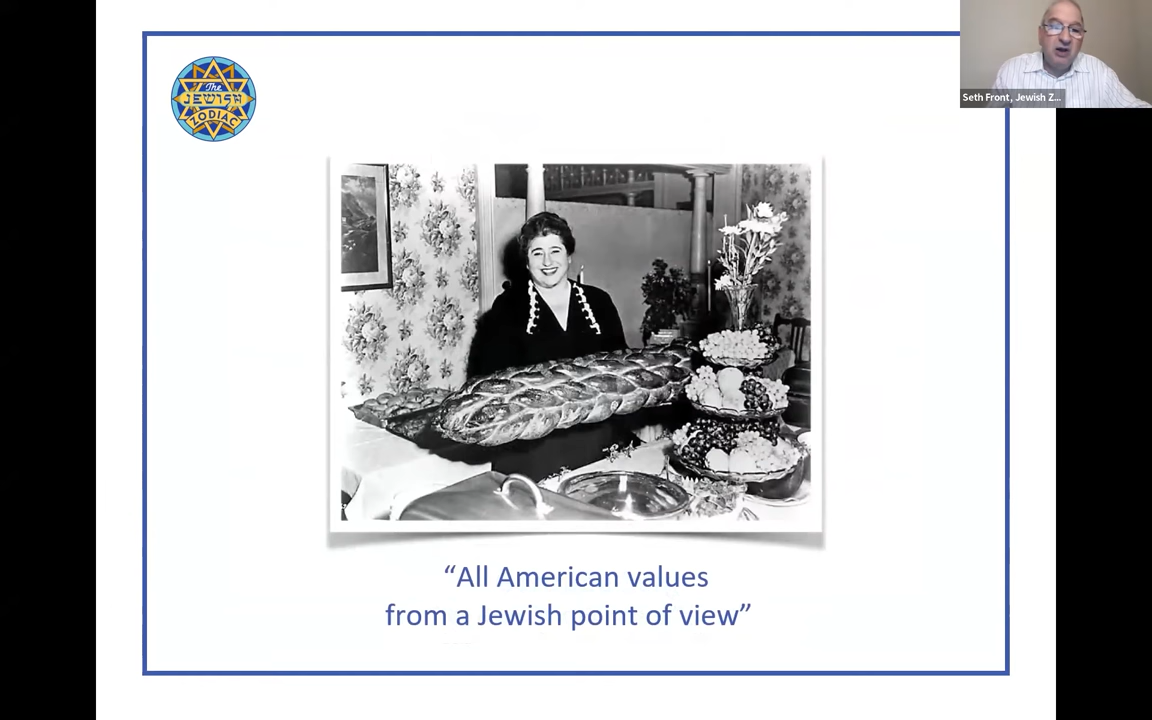 The
JEWISH
ZODIAC
Seth Front, Jewish Z...
“All American values
from a Jewish point of view”